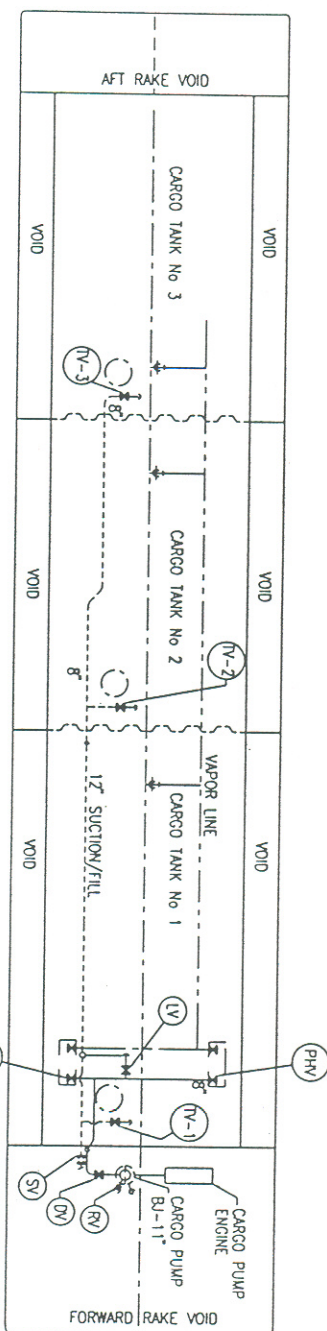 AFT RAKE VOID
VOID
VOID
CARGO TANK No 3
TV-3
8"
VOID
VOID
CARGO TANK No 2
TV-2
8"
VAPOR LINE
12" SUCTION/FILL
CARGO TANK No 1
VOID
VOID
LV
8"
PHV
TV-1
SV
DV
RV
CARGO PUMP
BJ-11"
CARGO PUMP
ENGINE
FORWARD RAKE VOID